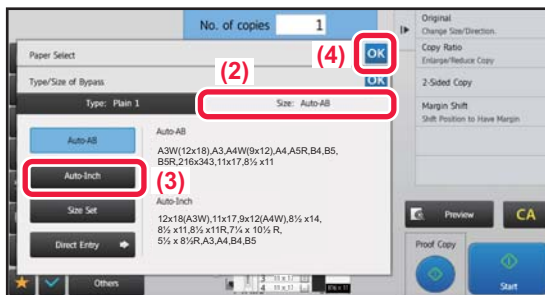 No. of copies 1
Original
Change Size/Direction.
Copy Ratio
Enlarge/Reduce Copy
2-Sided Copy
Margin Shift
Shift Position to Have Margin
Paper Select
(4)
OK
Type/Size of Bypass
(2)
OK
Type: Plain 1
Size: Auto-AB
Auto-AB
Auto-AB
A3W(12x18),A3,A4W(9x12),A4,A5R,B4,B5,
B5R,216x343,11x17,8½ x11
Auto-Inch
(3)
Auto-Inch
12x18(A3W),11x17,9x12(A4W),8½ x14,
8½ x11,8½ x11R,7¼ x 10½ R,
5½ x 8½R,A3,A4,B4,B5
Size Set
Direct Entry
Preview
CA
Proof Copy
Start
Others
3 11x17
4 11x17